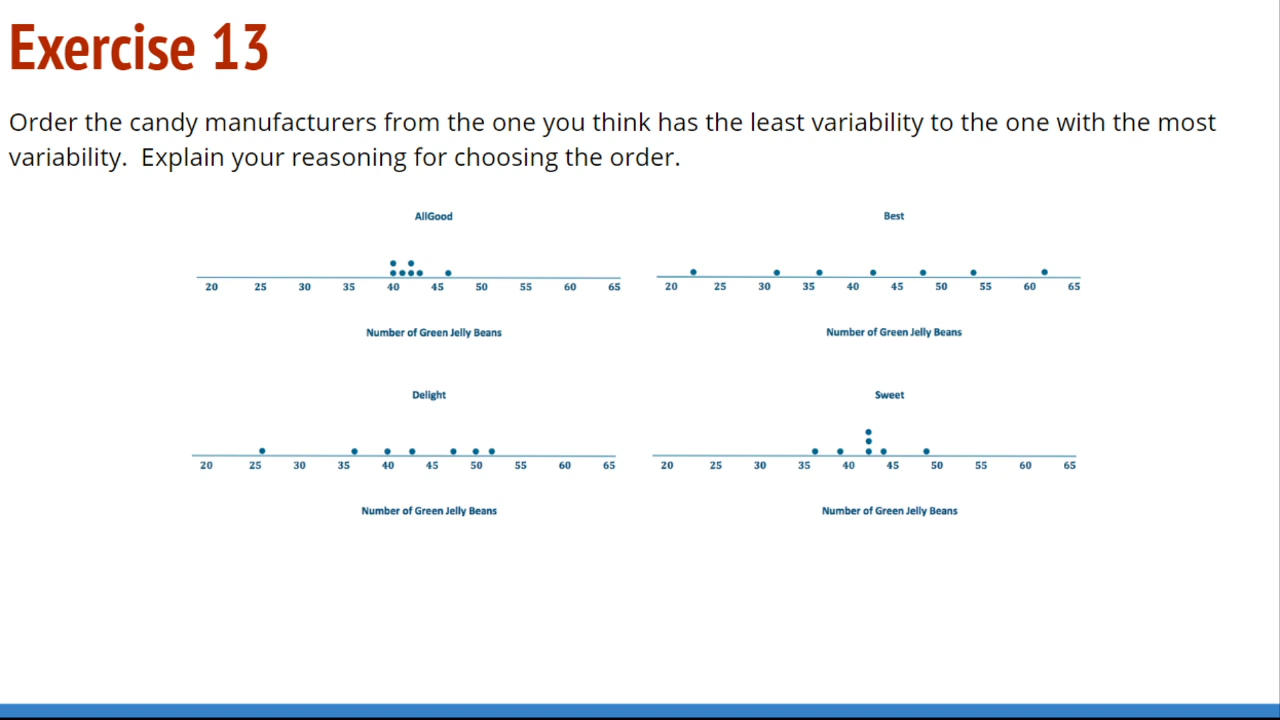 Exercise 13
Order the candy manufacturers from the one you think has the least variability to the one with the most
variability.  Explain your reasoning for choosing the order.
AllGood
20 25 30 35 40 45 50 55 60 65
Number of Green Jelly Beans
Best
20 25 30 35 40 45 50 55 60 65
Number of Green Jelly Beans
Delight
20 25 30 35 40 45 50 55 60 65
Number of Green Jelly Beans
Sweet
20 25 30 35 40 45 50 55 60 65
Number of Green Jelly Beans